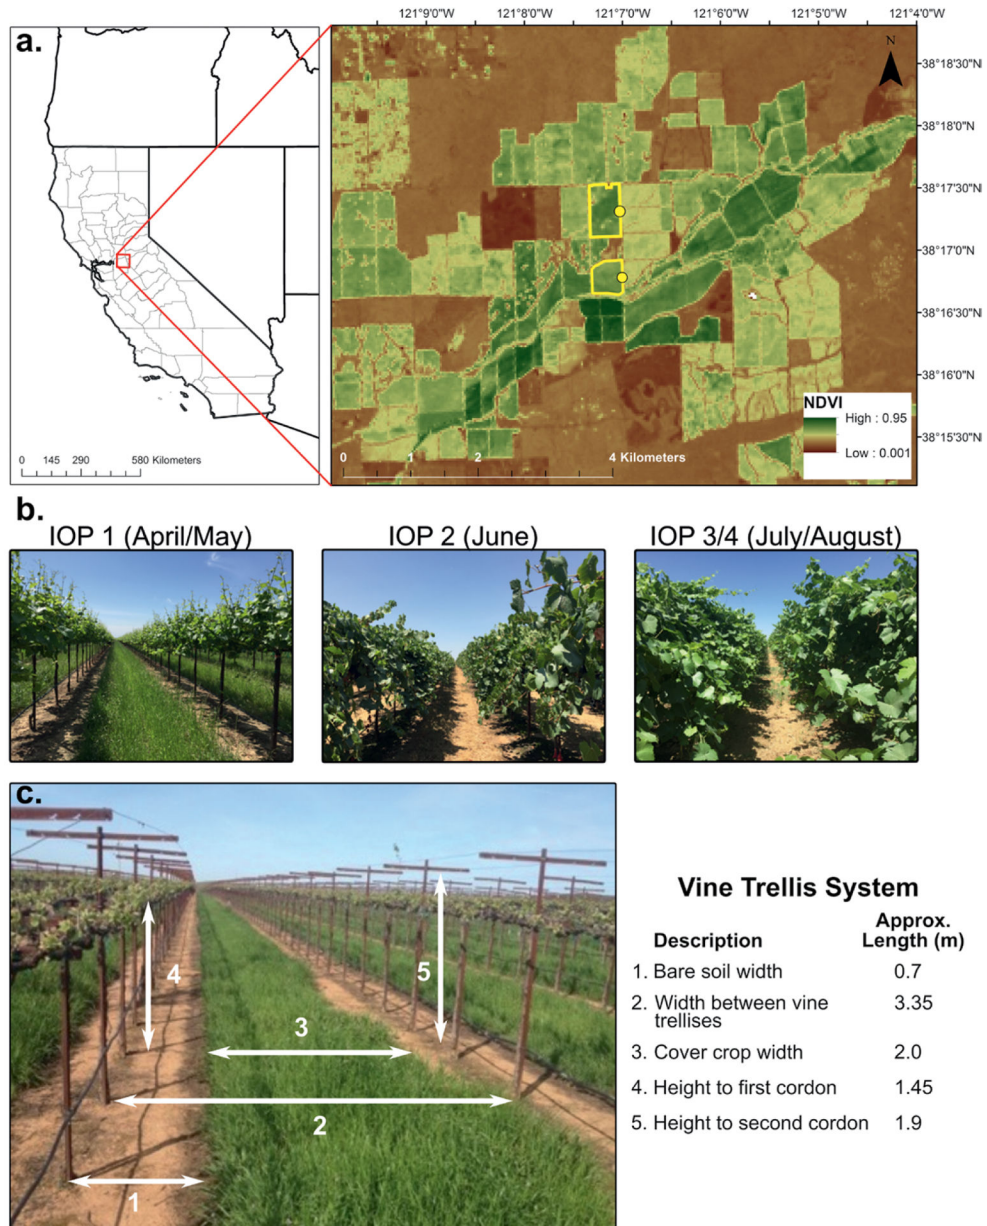 a.
121°9'0"W 121°8'0"W 121°7'0"W 121°6'0"W 121°5'0"W 121°4'0"W
N
38°18'30"N
38°18'0"N
38°17'30"N
38°17'0"N
38°16'30"N
38°16'0"N
38°15'30"N
NDVI
High : 0.95
Low : 0.001
0 145 290 580 Kilometers
0 1 2 4 Kilometers
b.
IOP 1 (April/May)
IOP 2 (June)
IOP 3/4 (July/August)
c.
4
5
3
2
1
Vine Trellis System
Description
Approx.
Length (m)
1. Bare soil width 0.7
2. Width between vine 3.35
trellises
3. Cover crop width 2.0
4. Height to first cordon 1.45
5. Height to second cordon 1.9